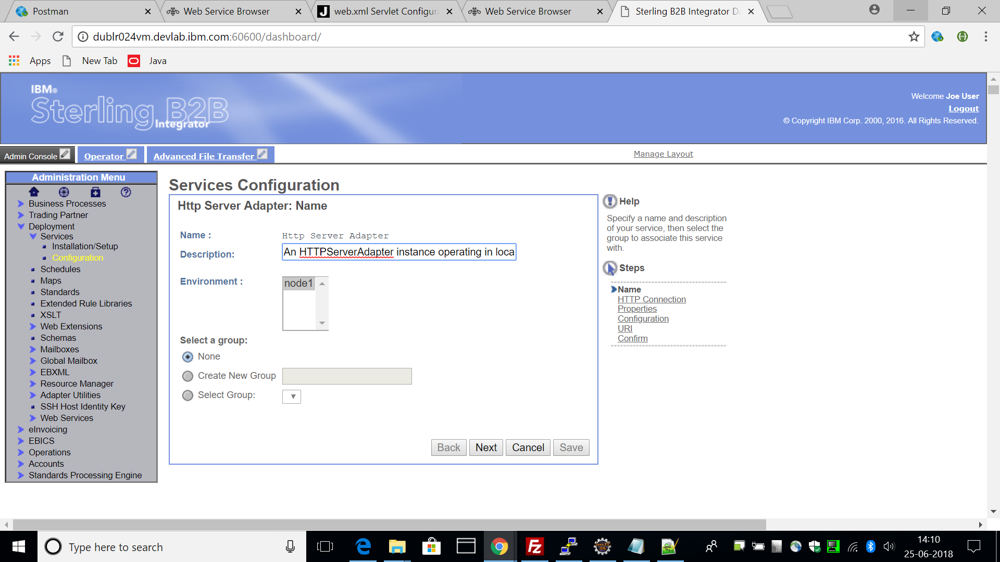 Postman
Web Service Browser
web.xml Servlet Configur
Web Service Browser
Sterling B2B Integrator D
dublr024vm.devlab.ibm.com:60600/dashboard/
Apps
New Tab
Java
IBM®
Sterling B2B
Integrator
Welcome Joe User
Logout
© Copyright IBM Corp. 2000, 2016. All Rights Reserved.
Admin Console
Operator
Advanced File Transfer
Manage Layout
Administration Menu
Business Processes
Trading Partner
Deployment
Services
Installation/Setup
Configuration
Schedules
Maps
Standards
Extended Rule Libraries
XSLT
Web Extensions
Schemas
Mailboxes
Global Mailbox
EBXML
Resource Manager
Adapter Utilities
SSH Host Identity Key
Web Services
eInvoicing
EBICS
Operations
Accounts
Standards Processing Engine
Services Configuration
Http Server Adapter: Name
Name :
Http Server Adapter
Description:
An HTTPServerAdapter instance operating in loca
Environment :
node1
Select a group:
None
Create New Group
Select Group:
Back
Next
Cancel
Save
Help
Specify a name and description
of your service, then select the
group to associate this service
with.
Steps
Name
HTTP Connection
Properties
Configuration
URI
Confirm
Type here to search
14:10
25-06-2018